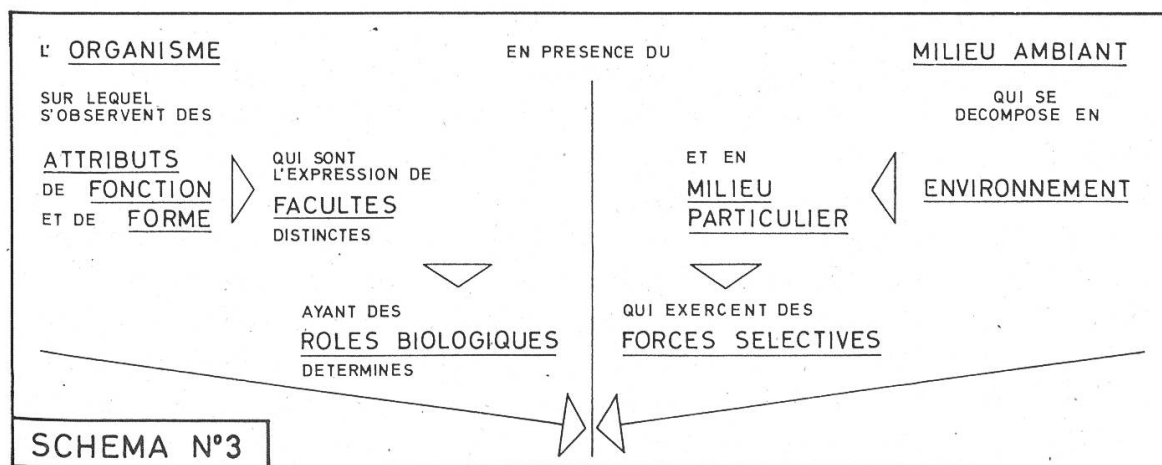 L' ORGANISME
SUR LEQUEL
S'OBSERVENT DES
ATTRIBUTS
DE FONCTION
ET DE FORME
QUI SONT
L'EXPRESSION DE
FACULTES
DISTINCTES
AYANT DES
ROLES BIOLOGIQUES
DETERMINES
EN PRESENCE DU
MILIEU AMBIANT
QUI SE
DECOMPOSE EN
ENVIRONNEMENT
ET EN
MILIEU
PARTICULIER
QUI EXERCENT DES
FORCES SELECTIVES
SCHEMA N°3